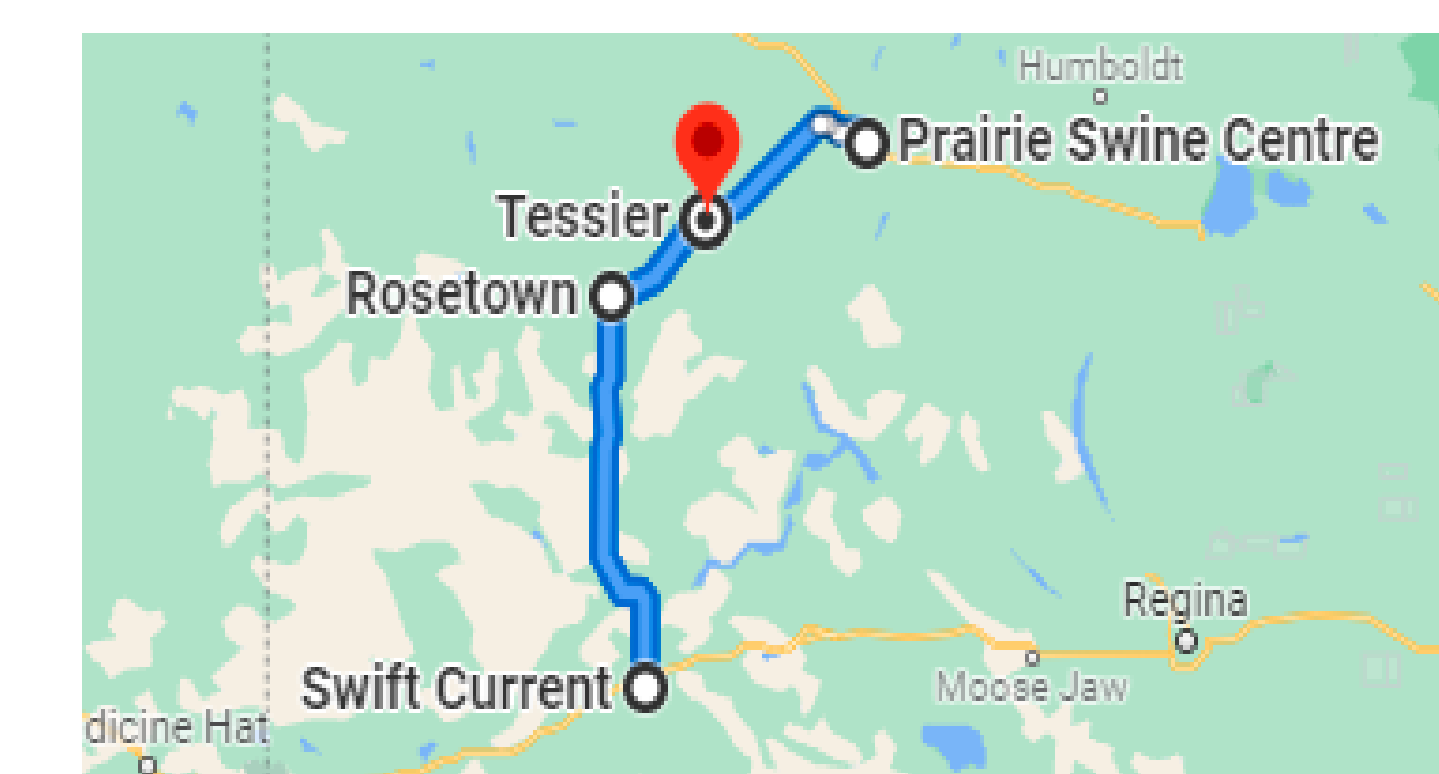 Humboldt
Prairie Swine Centre
Tessier
Rosetown
Regina
Swift Current
Moose Jaw
dicine Hat